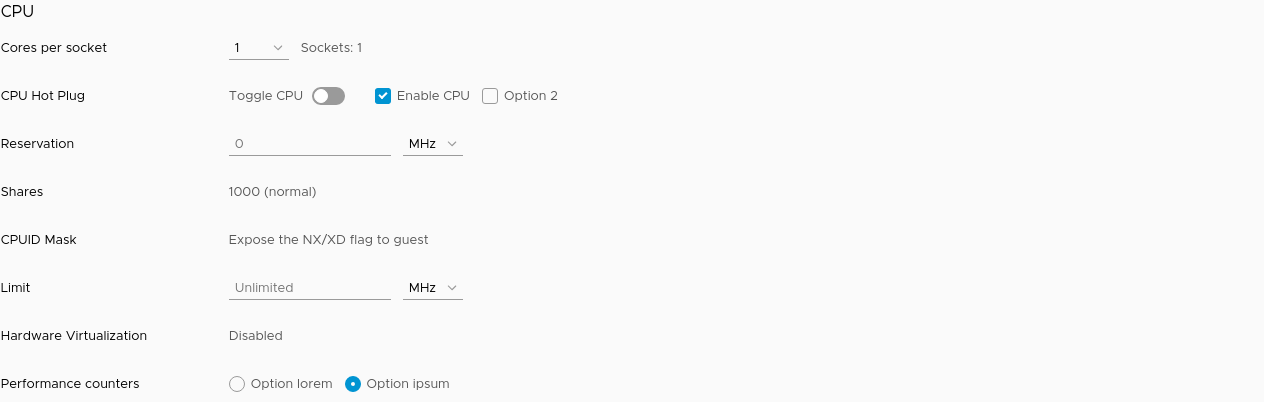 CPU
Cores per socket 1 Sockets: 1
CPU Hot Plug Toggle CPU Enable CPU Option 2
Reservation 0 MHz
Shares 1000 (normal)
CPUID Mask Expose the NX/XD flag to guest
Limit Unlimited MHz
Hardware Virtualization Disabled
Performance counters Option lorem Option ipsum